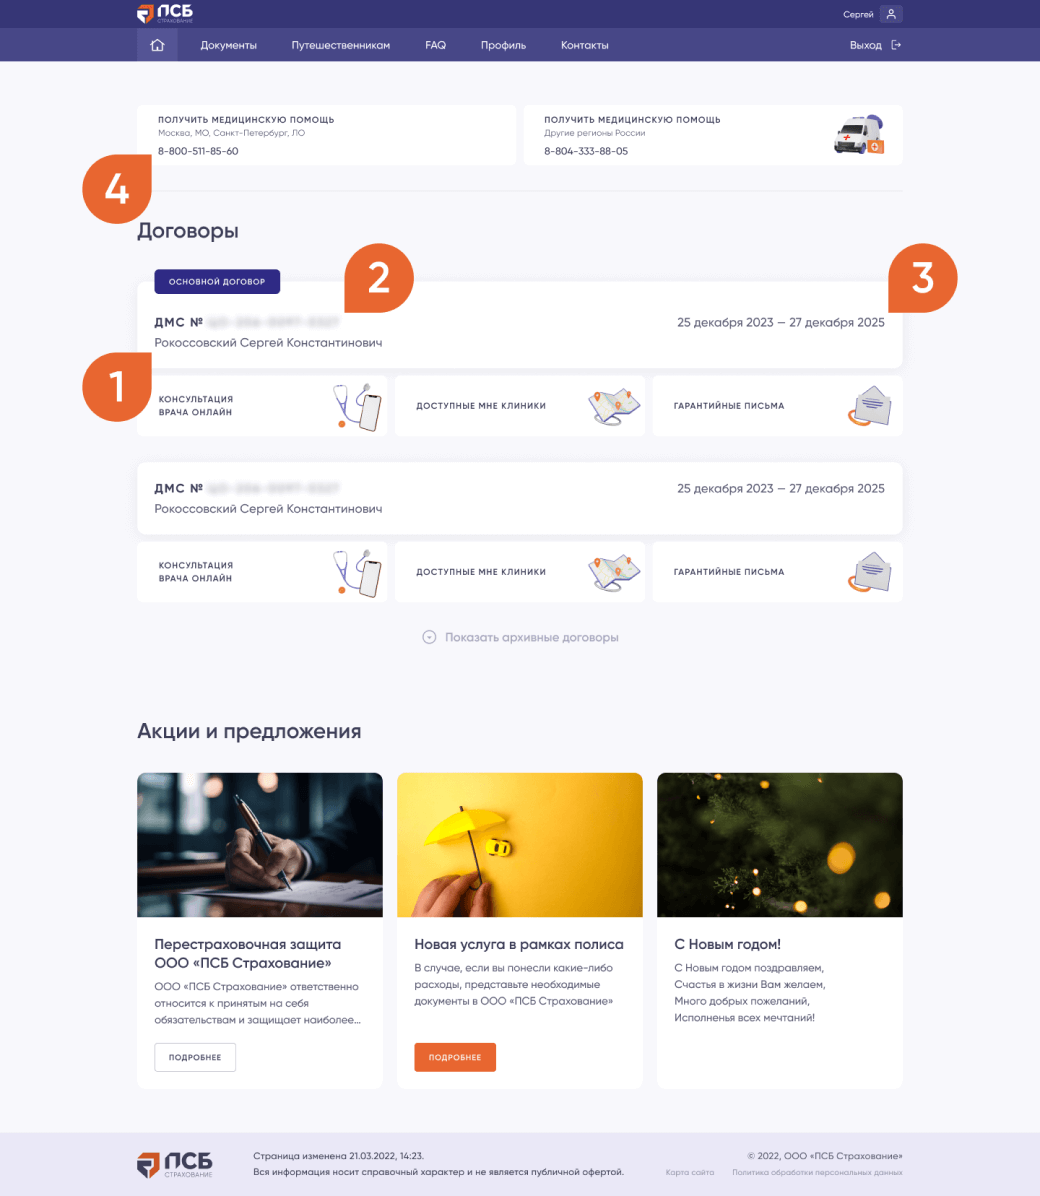 ПСБ
СТРАХОВАНИЕ
Сергей
Документы
Путешественникам
FAQ
Профиль
Контакты
Выход
ПОЛУЧИТЬ МЕДИЦИНСКУЮ ПОМОЩЬ
Москва, МО, Санкт-Петербург, ЛО
8-800-511-85-60
ПОЛУЧИТЬ МЕДИЦИНСКУЮ ПОМОЩЬ
Другие регионы России
8-804-333-88-05
4
Договоры
2
3
ОСНОВНОЙ ДОГОВОР
ДМС №
25 декабря 2023 — 27 декабря 2025
Рокоссовский Сергей Константинович
1
КОНСУЛЬТАЦИЯ
ВРАЧА ОНЛАЙН
ДОСТУПНЫЕ МНЕ КЛИНИКИ
ГАРАНТИЙНЫЕ ПИСЬМА
ДМС №
25 декабря 2023 — 27 декабря 2025
Рокоссовский Сергей Константинович
КОНСУЛЬТАЦИЯ
ВРАЧА ОНЛАЙН
ДОСТУПНЫЕ МНЕ КЛИНИКИ
ГАРАНТИЙНЫЕ ПИСЬМА
Показать архивные договоры
Акции и предложения
Перестраховочная защита
ООО «ПСБ Страхование»
ООО «ПСБ Страхование» ответственно
относится к принятым на себя
обязательствам и защищает наиболее...
ПОДРОБНЕЕ
Новая услуга в рамках полиса
В случае, если вы понесли какие-либо
расходы, представьте необходимые
документы в ООО «ПСБ Страхование»
ПОДРОБНЕЕ
С Новым годом!
С Новым годом поздравляем,
Счастья в жизни Вам желаем,
Много добрых пожеланий,
Исполненья всех мечтаний!
ПСБ
СТРАХОВАНИЕ
Страница изменена 21.03.2022, 14:23.
Вся информация носит справочный характер и не является публичной офертой.
© 2022, ООО «ПСБ Страхование»
Карта сайта
Политика обработки персональных данных